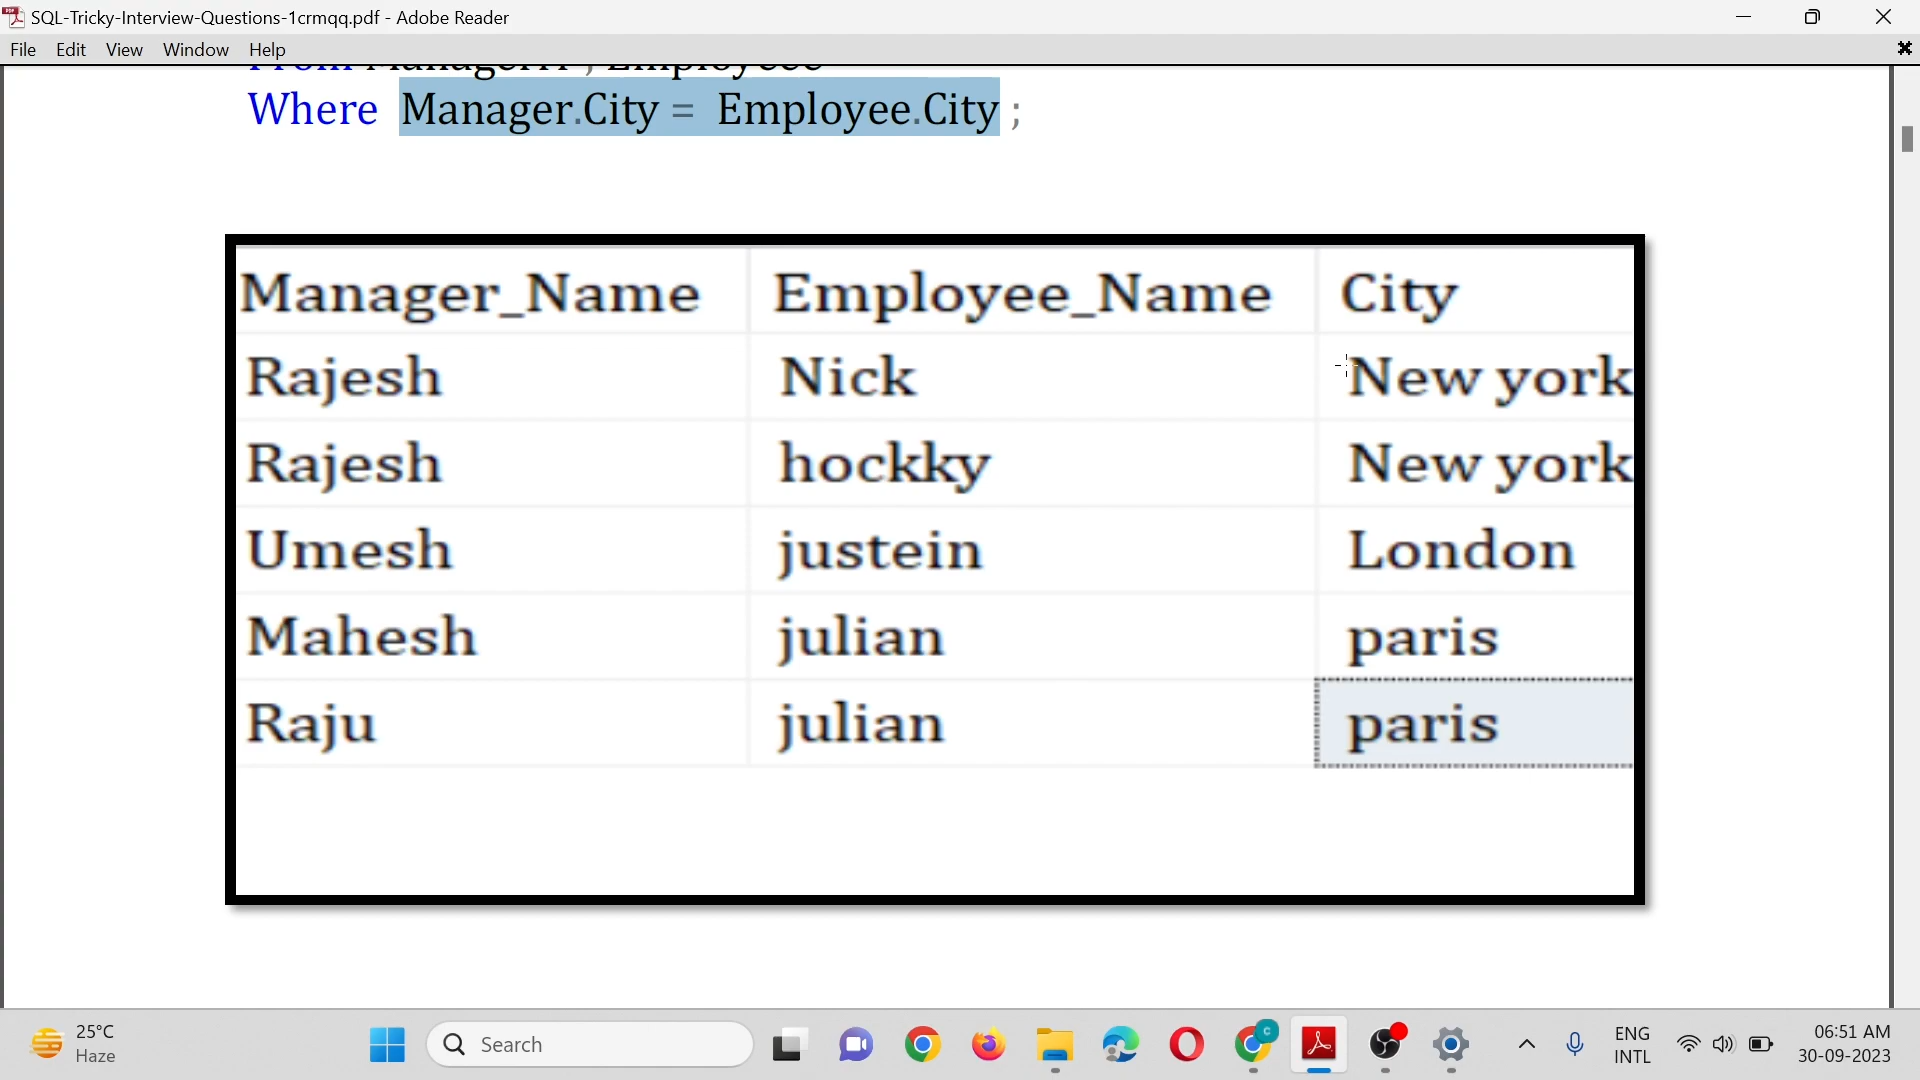 SQL-Tricky-Interview-Questions-1crmqq.pdf - Adobe Reader
File Edit View Window Help
Where Manager.City = Employee.City ;
Manager_Name Employee_Name City
Rajesh Nick New york
Rajesh hockky New york
Umesh justein London
Mahesh julian paris
Raju julian paris
25°C
Haze
Search
C
ENG
INTL
06:51 AM
30-09-2023